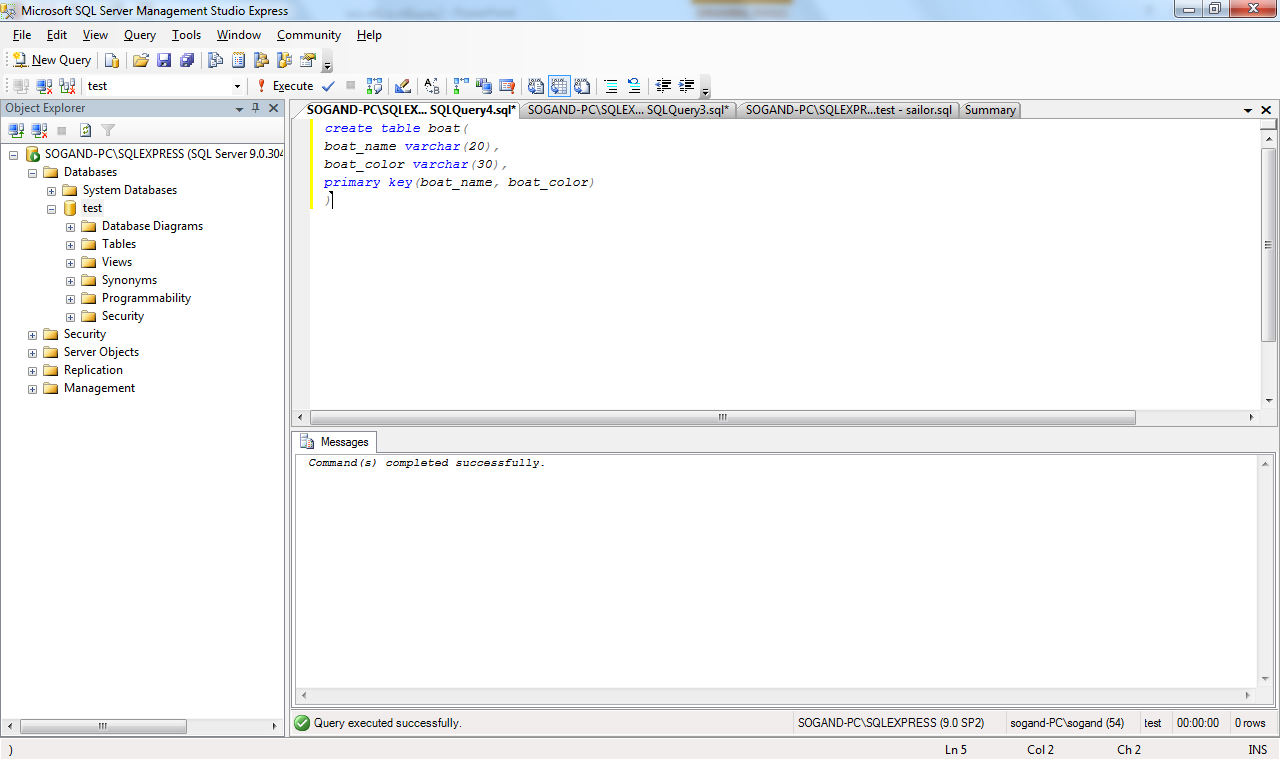 Microsoft SQL Server Management Studio Express
File Edit View Query Tools Window Community Help
New Query
test Execute
Object Explorer
SOGAND-PC\SQLEXPRESS (SQL Server 9.0.304
Databases
System Databases
test
Database Diagrams
Tables
Views
Synonyms
Programmability
Security
Security
Server Objects
Replication
Management
SOGAND-PC\SQLEX... SQLQuery4.sql* SOGAND-PC\SQLEX... SQLQuery3.sql* SOGAND-PC\SQLEXPR...test - sailor.sql Summary
create table boat(
boat_name varchar(20),
boat_color varchar(30),
primary key(boat_name, boat_color)
)
Messages
Command(s) completed successfully.
Query executed successfully. SOGAND-PC\SQLEXPRESS (9.0 SP2) sogand-PC\sogand (54) test 00:00:00 0 rows
) Ln 5 Col 2 Ch 2 INS